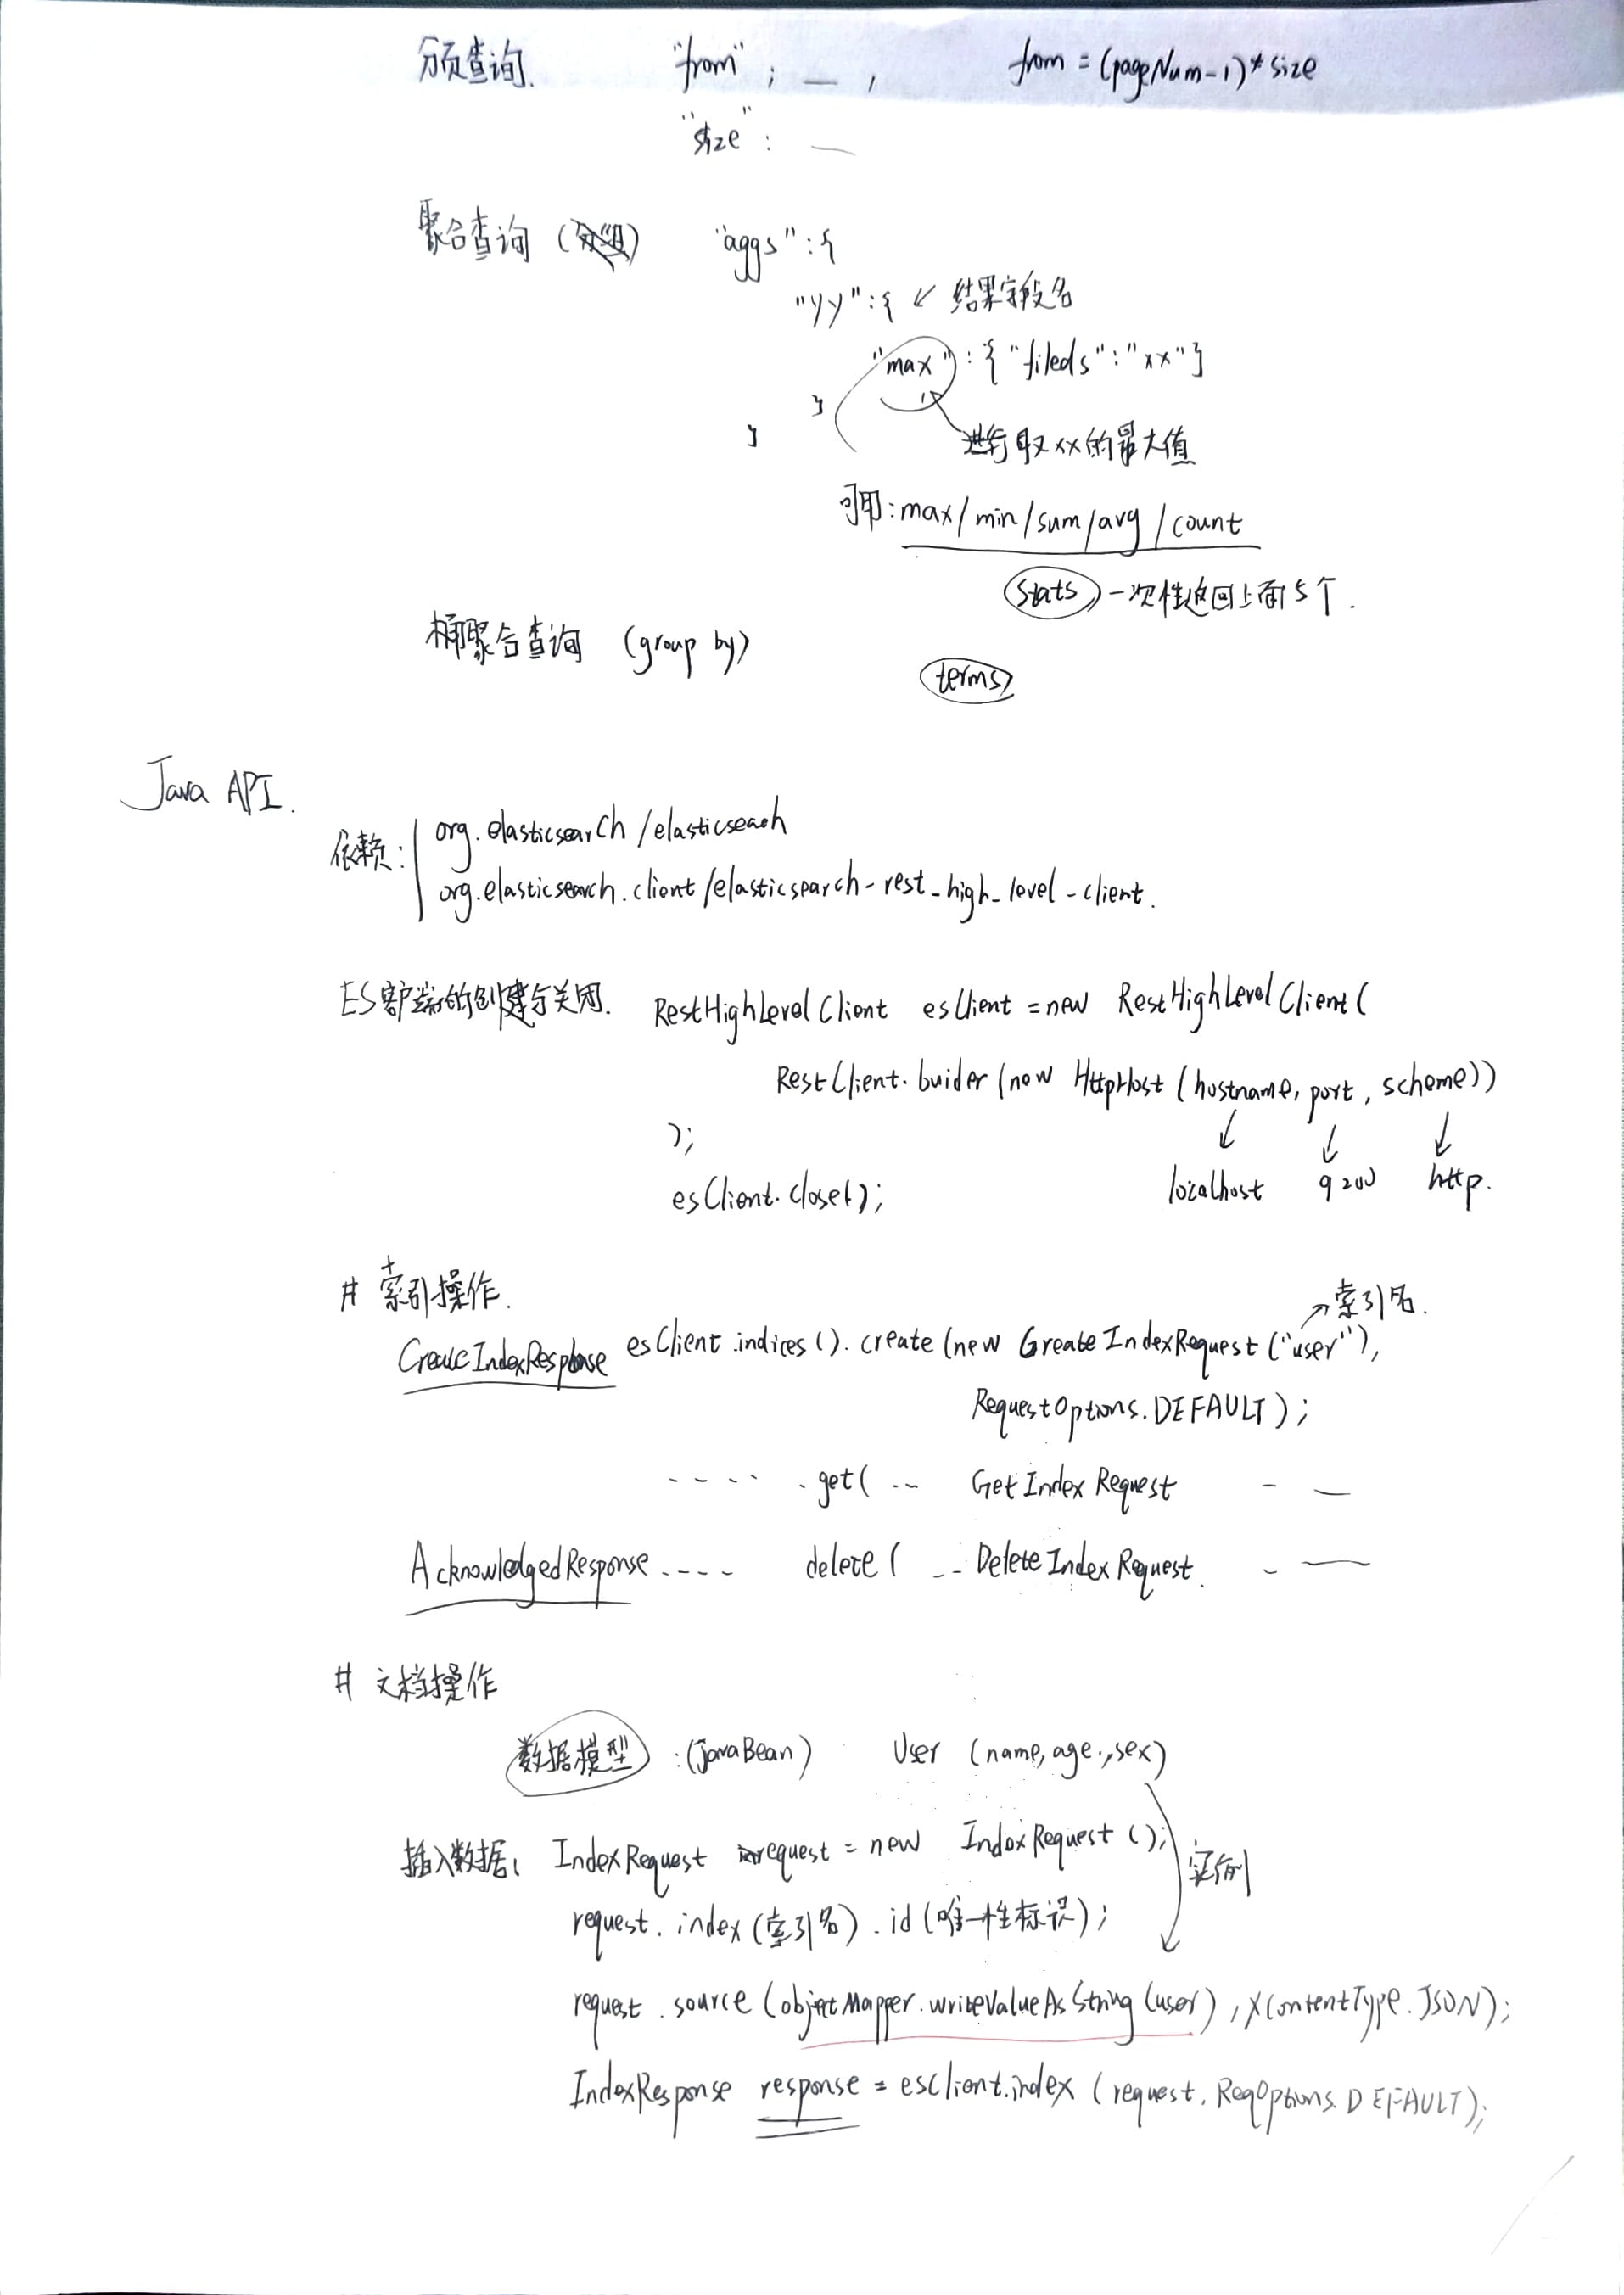 分页查询. "from" : __ , from = (pageNum-1)* size
"size" : __
聚合查询 () "aggs" : {
"yy" : { ↙ 结果字段名
"max" : { "fileds" : "xx" }
}
} 进行取xx的最大值
可用: max/min/sum/avg/count
stats 一次性返回上面5个.
桶聚合查询 (group by)
terms
Java API.
依赖: org.elasticsearch /elasticseach
org.elasticsearch.client/elasticsearch-rest_high_level-client.
ES客户端的创建与关闭. RestHighLevelClient esClient = new RestHighLevelClient (
RestClient.buider (new HttpHost (hostname, port, scheme))
);
↓ ↓ ↓
esClient.close(); localhost 9200 http.
# 索引操作. ↗索引名.
CreateIndexResponse esClient.indices().create (new GreateIndexRequest ("user"),
RequestOptions.DEFAULT);
---- .get( -- GetIndexRequest - —
AcknowledgedResponse ---- delete( -- DeleteIndexRequest. - —
# 文档操作
数据模型 : (JavaBean) User (name, age, sex)
插入数据: IndexRequest request = new IndexRequest ();
实例
request.index(索引名).id(唯一性标识);
request.source (objectMapper.writeValueAsString(user), XContentType.JSON);
IndexResponse response = esClient.index (request, ReqOptions.DEFAULT);